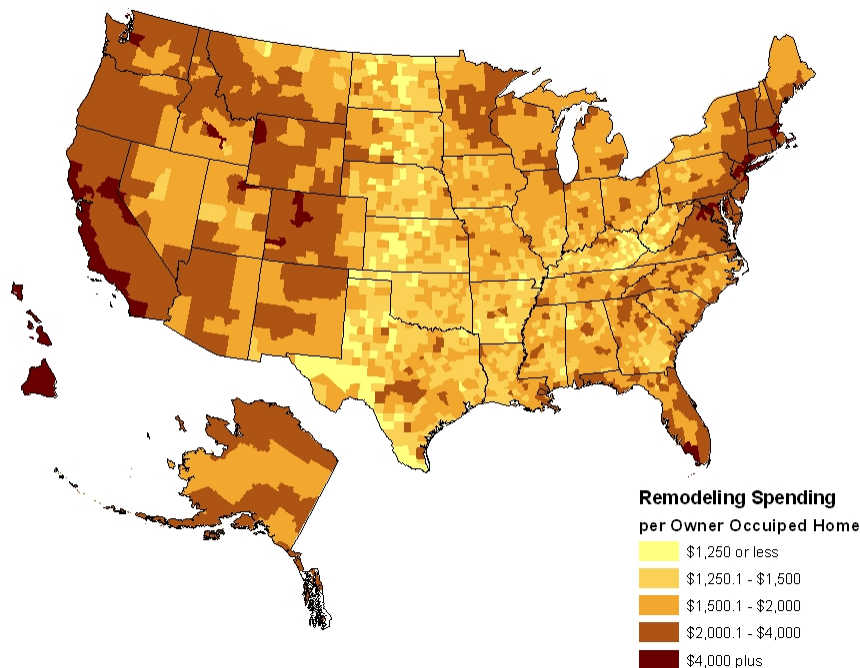 Remodeling Spending
per Owner Occuiped Home
$1,250 or less
$1,250.1 - $1,500
$1,500.1 - $2,000
$2,000.1 - $4,000
$4,000 plus